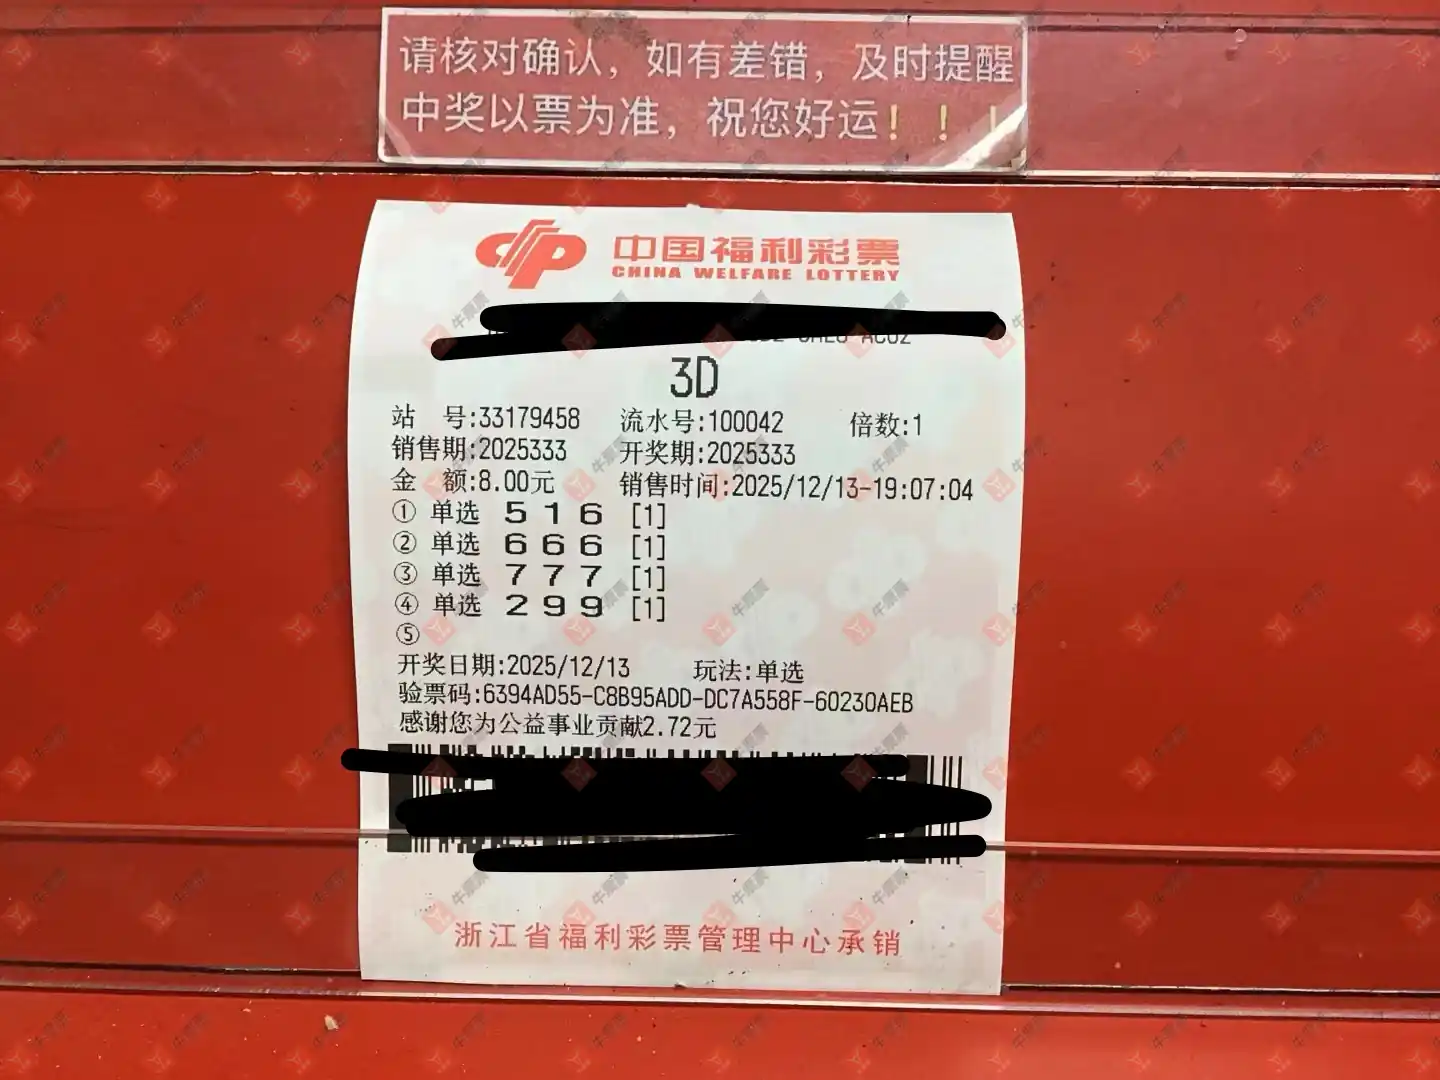 请核对确认，如有差错，及时提醒
中奖以票为准，祝您好运！！！
中国福利彩票
CHINA WELFARE LOTTERY
3D
站 号:33179458 流水号:100042 倍数:1
销售期:2025333 开奖期:2025333
金 额:8.00元 销售时间:2025/12/13-19:07:04
① 单选 5 1 6 [1]
② 单选 6 6 6 [1]
③ 单选 7 7 7 [1]
④ 单选 2 9 9 [1]
⑤
开奖日期:2025/12/13 玩法:单选
验票码:6394AD55-C8B95ADD-DC7A558F-60230AEB
感谢您为公益事业贡献2.72元
浙江省福利彩票管理中心承销
牛票票